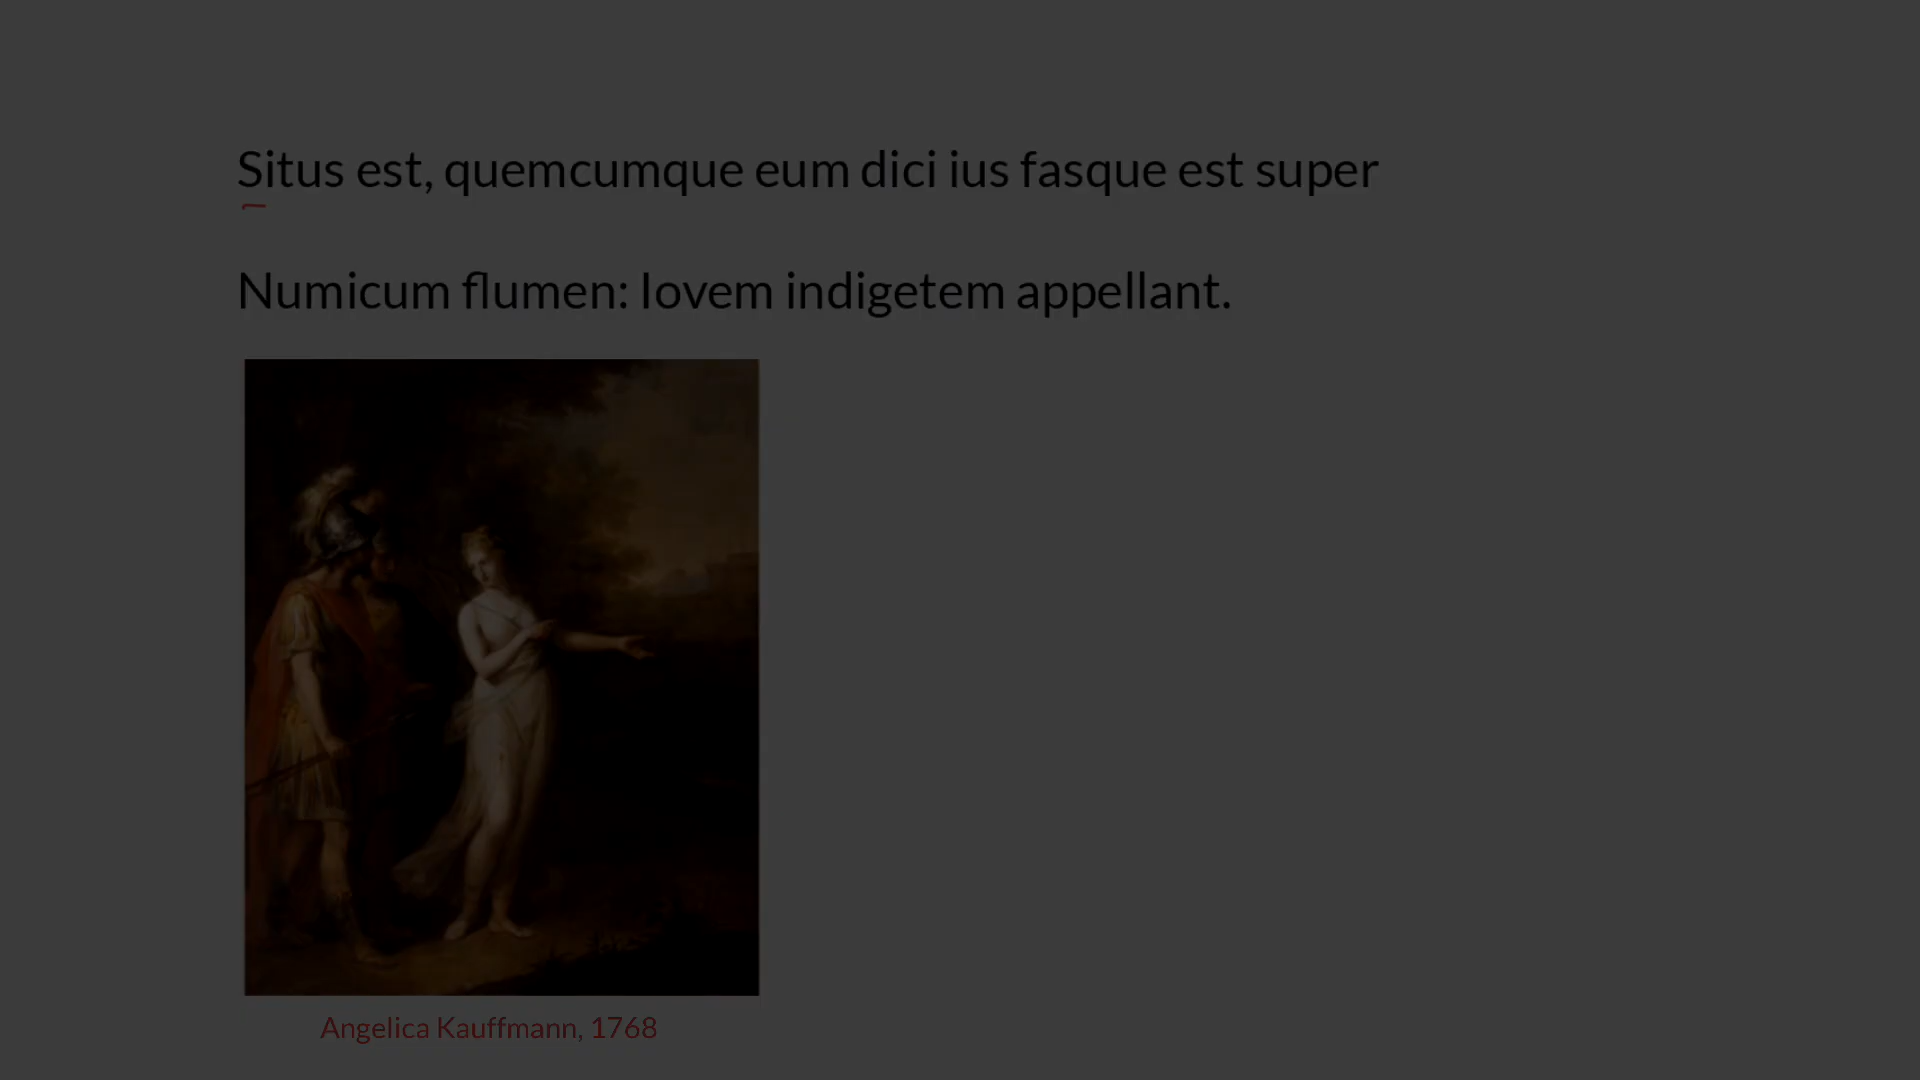 Situs est, quemcumque eum dici ius fasque est super
Numicum flumen: Iovem indigetem appellant.
Angelica Kauffmann, 1768